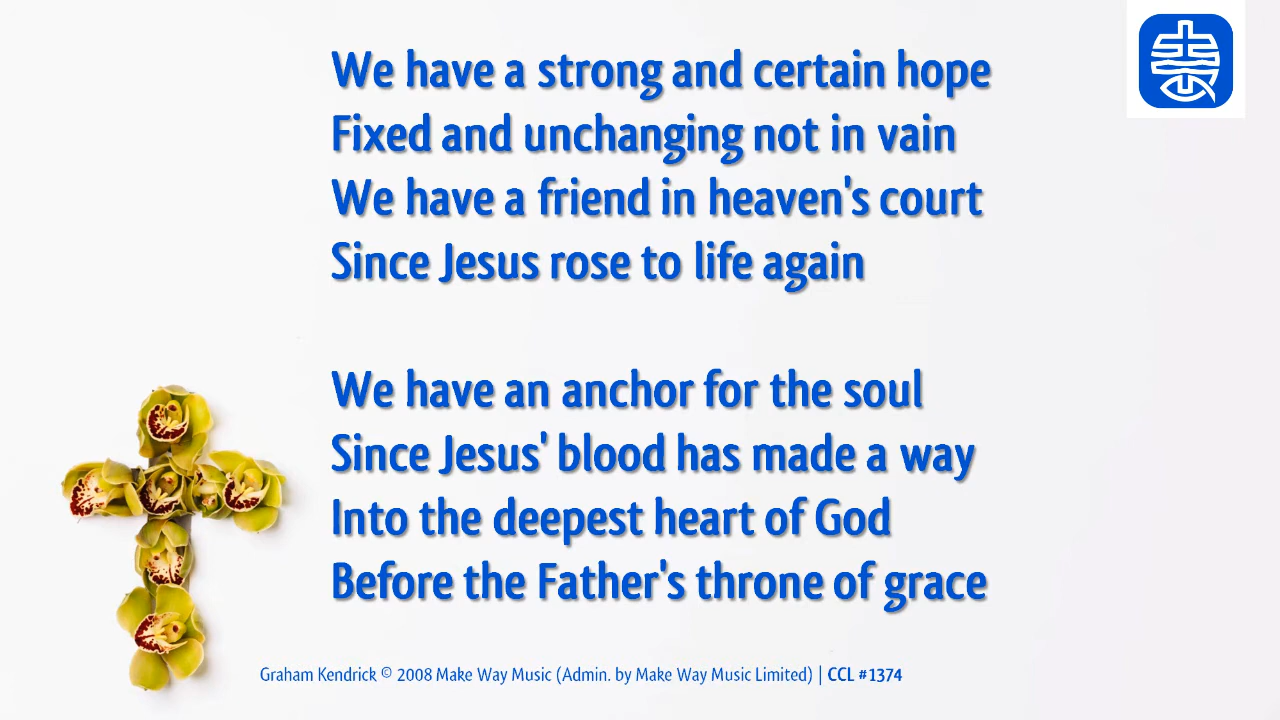 We have a strong and certain hope
Fixed and unchanging not in vain
We have a friend in heaven's court
Since Jesus rose to life again
We have an anchor for the soul
Since Jesus' blood has made a way
Into the deepest heart of God
Before the Father's throne of grace
Graham Kendrick © 2008 Make Way Music (Admin. by Make Way Music Limited) | CCL #1374